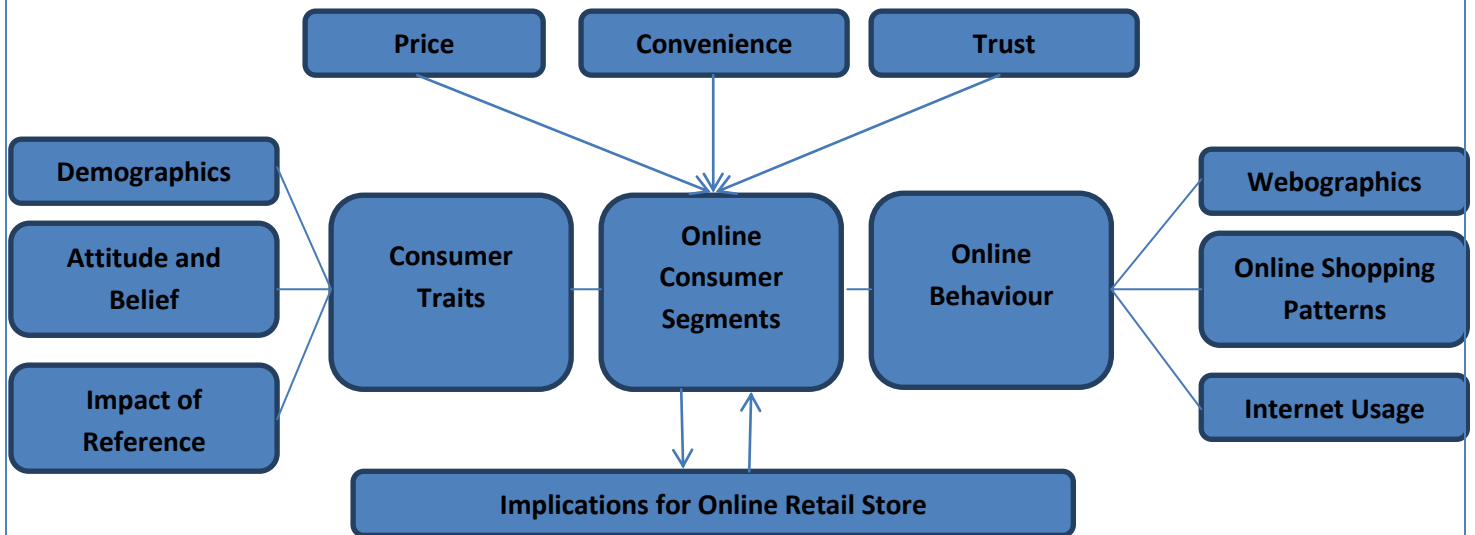 Price
Convenience
Trust
Demographics
Attitude and
Belief
Impact of
Reference
Consumer
Traits
Online
Consumer
Segments
Online
Behaviour
Webographics
Online Shopping
Patterns
Internet Usage
Implications for Online Retail Store